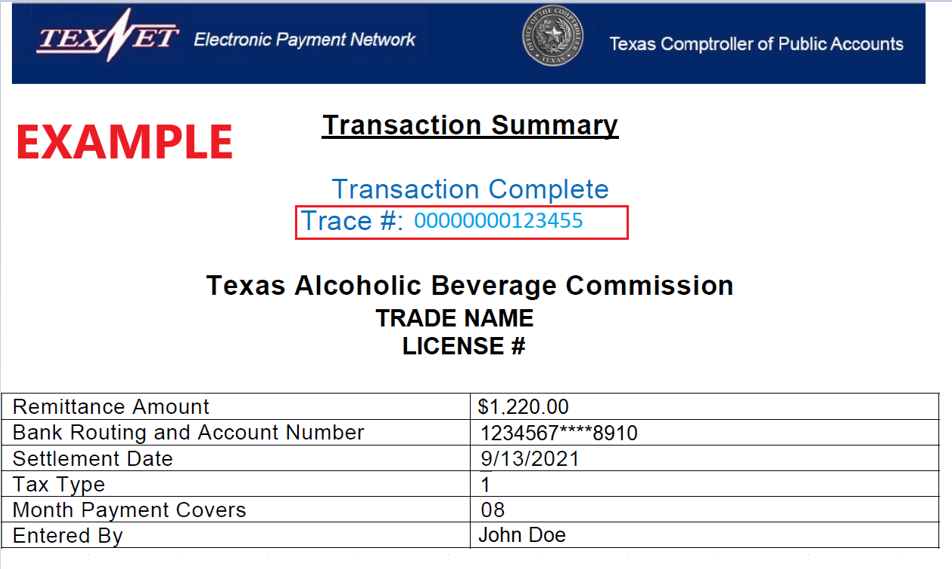 TEXNET Electronic Payment Network
Texas Comptroller of Public Accounts
EXAMPLE
Transaction Summary
Transaction Complete
Trace #: 00000000123455
Texas Alcoholic Beverage Commission
TRADE NAME
LICENSE #
Remittance Amount $1.220.00
Bank Routing and Account Number 1234567****8910
Settlement Date 9/13/2021
Tax Type 1
Month Payment Covers 08
Entered By John Doe